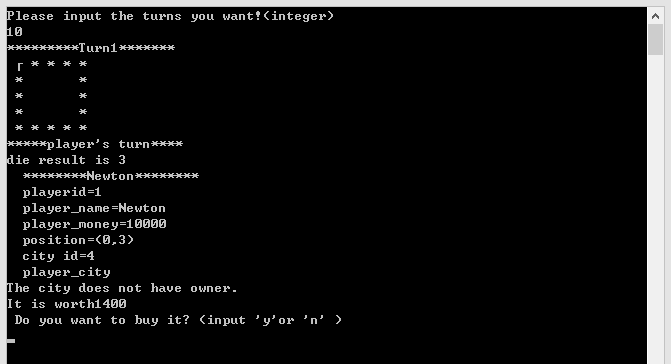 Please input the turns you want!(integer)
10
*********Turn1*******
 r * * * *
 *       *
 *       *
 *       *
 * * * * *
*****player's turn****
die result is 3
  ********Newton********
  playerid=1
  player_name=Newton
  player_money=10000
  position=(0,3)
  city id=4
  player_city
The city does not have owner.
It is worth1400
 Do you want to buy it? (input 'y'or 'n' )